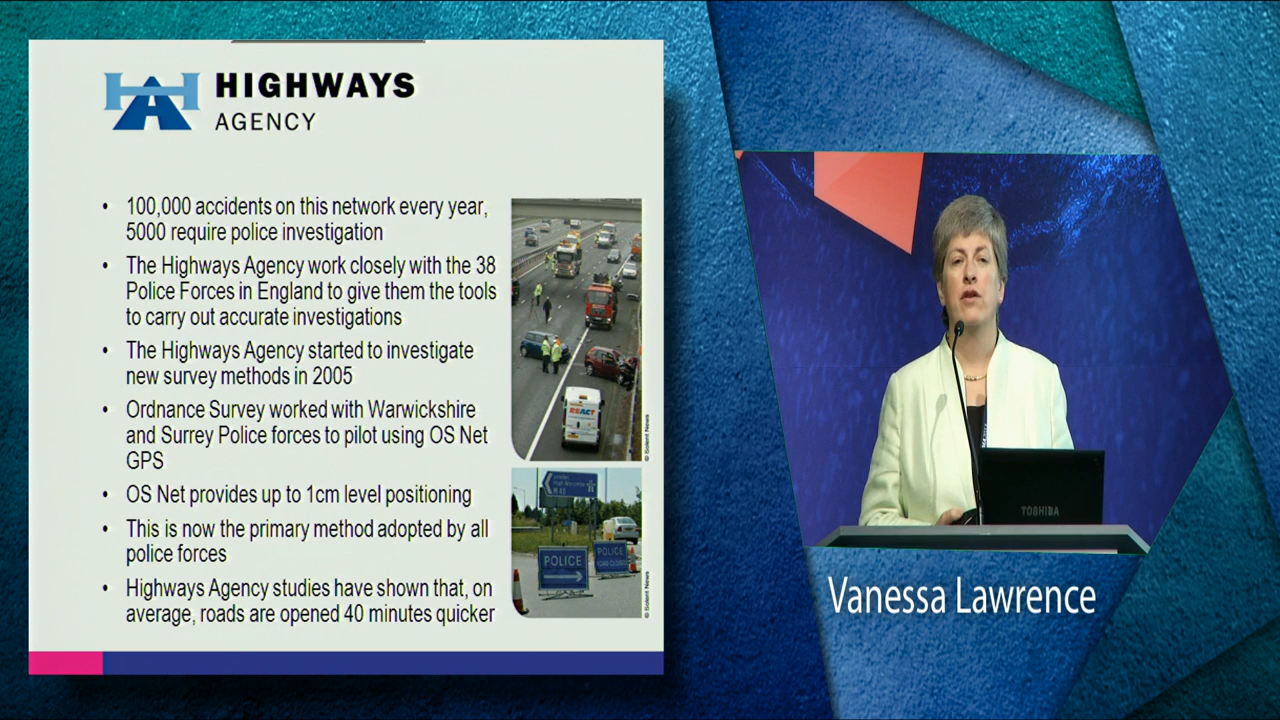 HIGHWAYS
AGENCY
• 100,000 accidents on this network every year,
5000 require police investigation
• The Highways Agency work closely with the 38
Police Forces in England to give them the tools
to carry out accurate investigations
• The Highways Agency started to investigate
new survey methods in 2005
• Ordnance Survey worked with Warwickshire
and Surrey Police forces to pilot using OS Net
GPS
• OS Net provides up to 1cm level positioning
• This is now the primary method adopted by all
police forces
• Highways Agency studies have shown that, on
average, roads are opened 40 minutes quicker
REACT
© Solent News
POLICE
POLICE
© Solent News
TOSHIBA
Vanessa Lawrence